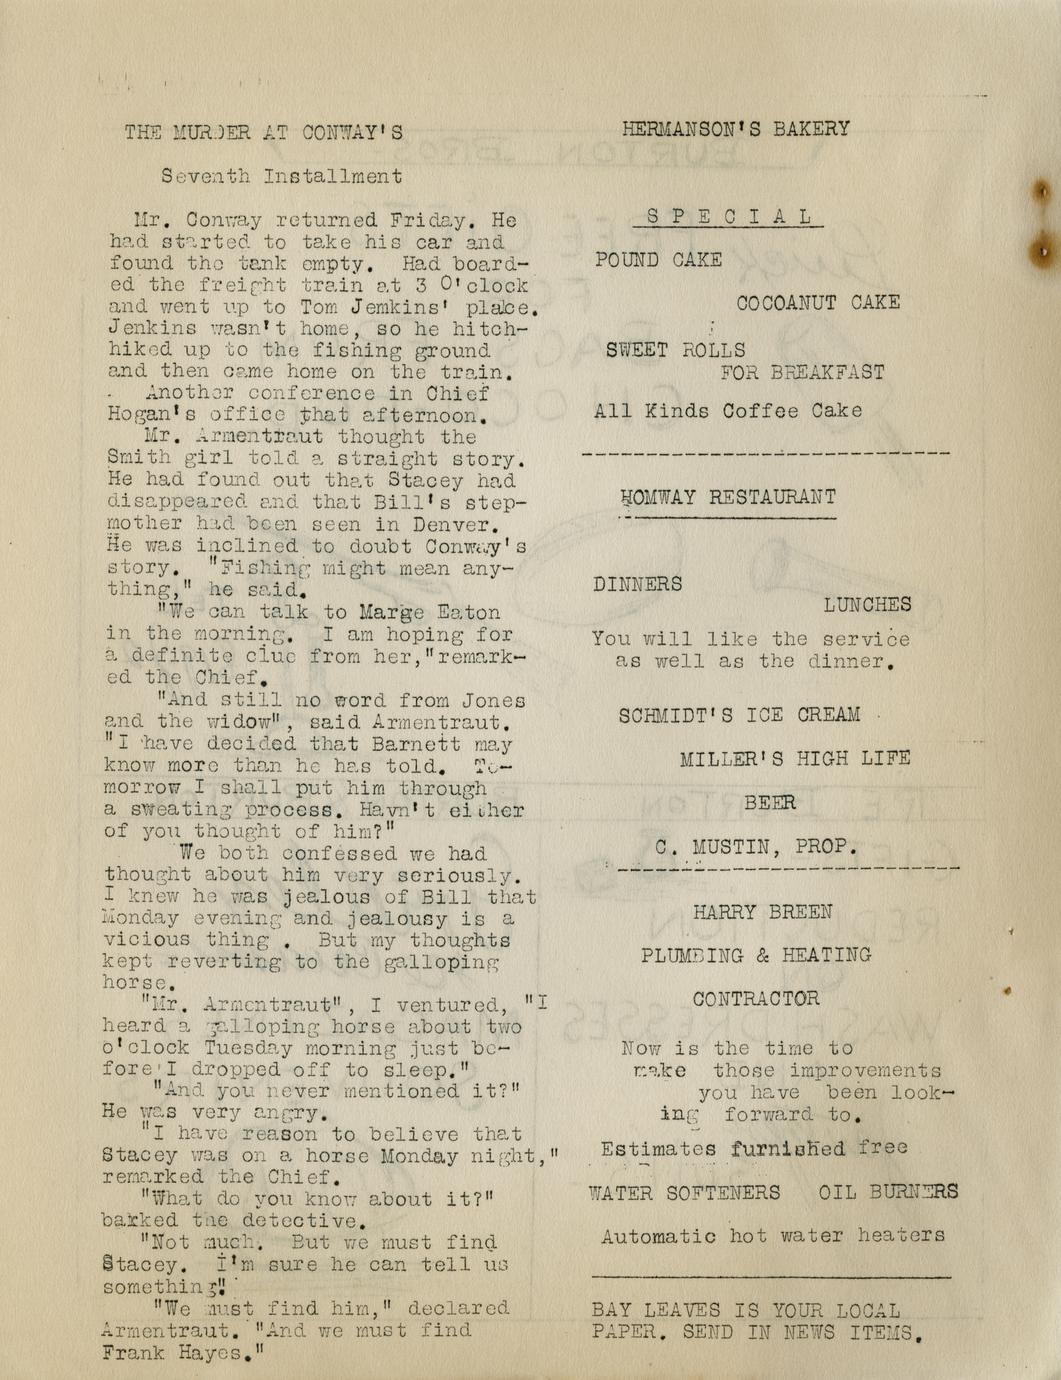 THE MURDER AT CONWAY'S
Seventh Installment
Mr. Conway returned Friday. He
had started to take his car and
found the tank empty. Had board-
ed the freight train at 3 O'clock
and went up to Tom Jemkins' place.
Jenkins wasn't home, so he hitch-
hiked up to the fishing ground
and then came home on the train.
Another conference in Chief
Hogan's office that afternoon.
Mr. Armentraut thought the
Smith girl told a straight story.
He had found out that Stacey had
disappeared and that Bill's step-
mother had been seen in Denver.
He was inclined to doubt Conway's
story. "Fishing might mean any-
thing," he said.
"We can talk to Marge Eaton
in the morning. I am hoping for
a definite clue from her,"remark-
ed the Chief.
"And still no word from Jones
and the widow", said Armentraut.
"I have decided that Barnett may
know more than he has told. To-
morrow I shall put him through
a sweating process. Havn't either
of you thought of him?"
We both confessed we had
thought about him very seriously.
I knew he was jealous of Bill that
Monday evening and jealousy is a
vicious thing . But my thoughts
kept reverting to the galloping
horse.
"Mr. Armentraut", I ventured, "I
heard a galloping horse about two
o'clock Tuesday morning just be-
fore I dropped off to sleep."
"And you never mentioned it?"
He was very angry.
"I have reason to believe that
Stacey was on a horse Monday night,"
remarked the Chief.
"What do you know about it?"
barked the detective.
"Not much. But we must find
Stacey. I'm sure he can tell us
something"
"We must find him," declared
Armentraut. "And we must find
Frank Hayes."
HERMANSON'S BAKERY
S P E C I A L
POUND CAKE
COCOANUT CAKE
SWEET ROLLS
FOR BREAKFAST
All Kinds Coffee Cake
HOMWAY RESTAURANT
DINNERS
LUNCHES
You will like the service
as well as the dinner.
SCHMIDT'S ICE CREAM
MILLER'S HIGH LIFE
BEER
C. MUSTIN, PROP.
HARRY BREEN
PLUMBING & HEATING
CONTRACTOR
Now is the time to
make those improvements
you have been look-
ing forward to.
Estimates furnished free
WATER SOFTENERS OIL BURNERS
Automatic hot water heaters
BAY LEAVES IS YOUR LOCAL
PAPER. SEND IN NEWS ITEMS.